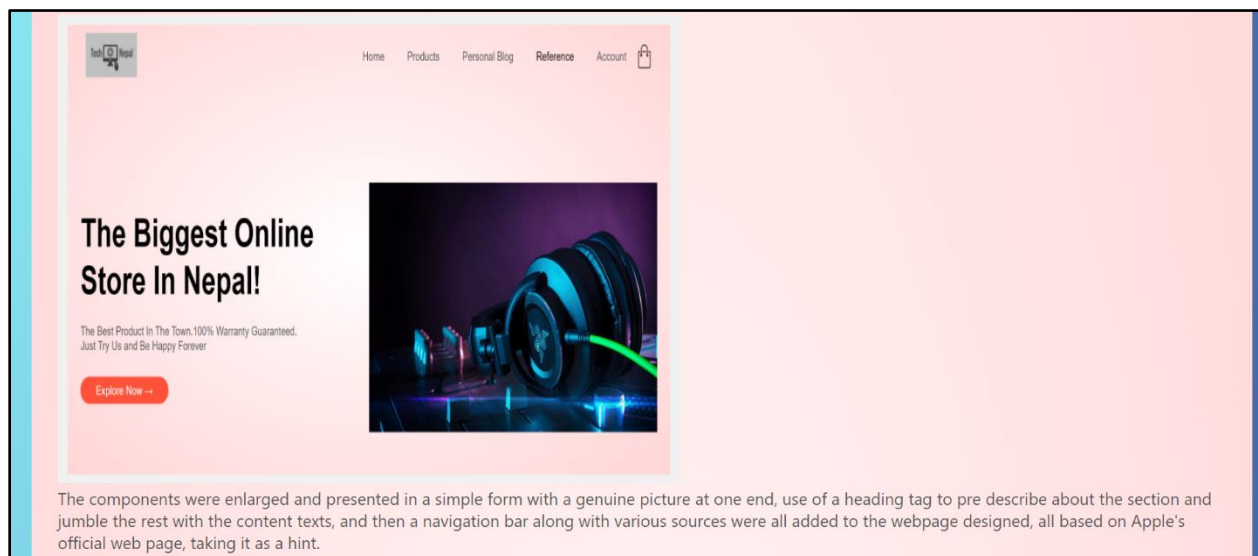 Tech Nepal
Home Products Personal Blog Reference Account
The Biggest Online
Store In Nepal!
The Best Product In The Town.100% Warranty Guaranteed.
Just Try Us and Be Happy Forever
Explore Now →
The components were enlarged and presented in a simple form with a genuine picture at one end, use of a heading tag to pre describe about the section and
jumble the rest with the content texts, and then a navigation bar along with various sources were all added to the webpage designed, all based on Apple's
official web page, taking it as a hint.